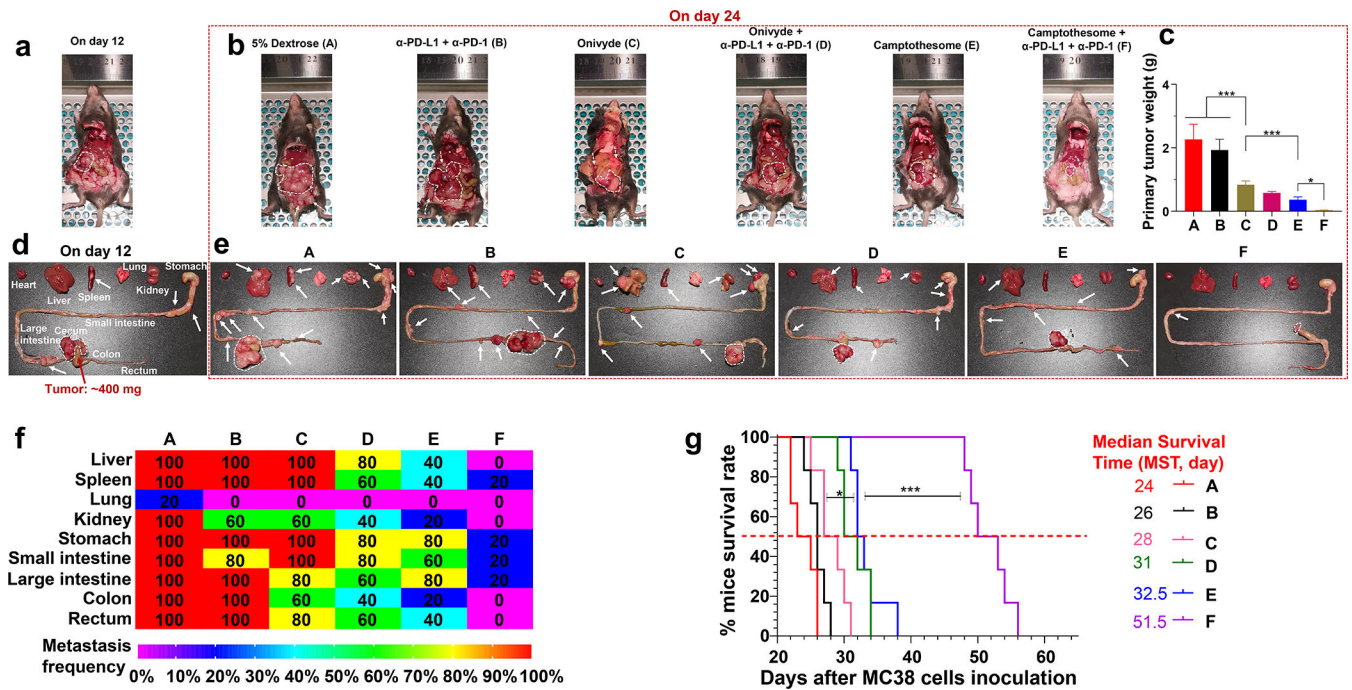 On day 24
a
On day 12
b
5% Dextrose (A)
α-PD-L1 + α-PD-1 (B)
Onivyde (C)
Onivyde +
α-PD-L1 + α-PD-1 (D)
Camptothesome (E)
Camptothesome +
α-PD-L1 + α-PD-1 (F)
c
Primary tumor weight (g)
4
3
2
1
0
***
***
*
A B C D E F
d
On day 12
Heart
Liver
Spleen
Lung
Kidney
Stomach
Small intestine
Large
intestine
Cecum
Colon
Rectum
Tumor: ~400 mg
e
A
B
C
D
E
F
f
A B C D E F
Liver 100 100 100 80 40 0
Spleen 100 100 100 60 40 20
Lung 20 0 0 0 0 0
Kidney 100 60 60 40 20 0
Stomach 100 100 100 80 80 20
Small intestine 100 80 100 80 60 20
Large intestine 100 100 80 60 80 20
Colon 100 100 60 40 20 0
Rectum 100 100 80 60 40 0
Metastasis
frequency
0% 10% 20% 30% 40% 50% 60% 70% 80% 90% 100%
g
% mice survival rate
100
80
60
40
20
0
*
***
20 30 40 50 60
Days after MC38 cells inoculation
Median Survival
Time (MST, day)
24 A
26 B
28 C
31 D
32.5 E
51.5 F